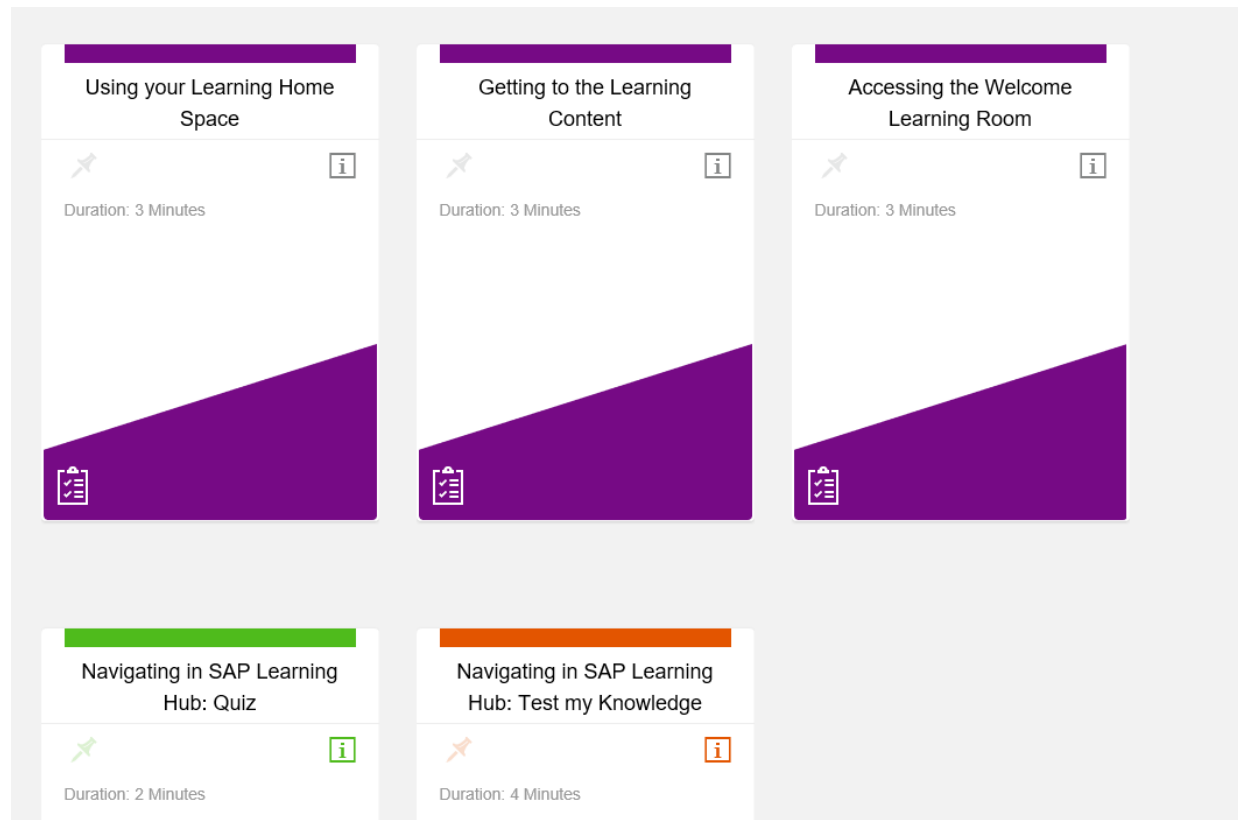 Using your Learning Home
Space
i
Duration: 3 Minutes
Getting to the Learning
Content
i
Duration: 3 Minutes
Accessing the Welcome
Learning Room
i
Duration: 3 Minutes
Navigating in SAP Learning
Hub: Quiz
i
Duration: 2 Minutes
Navigating in SAP Learning
Hub: Test my Knowledge
i
Duration: 4 Minutes